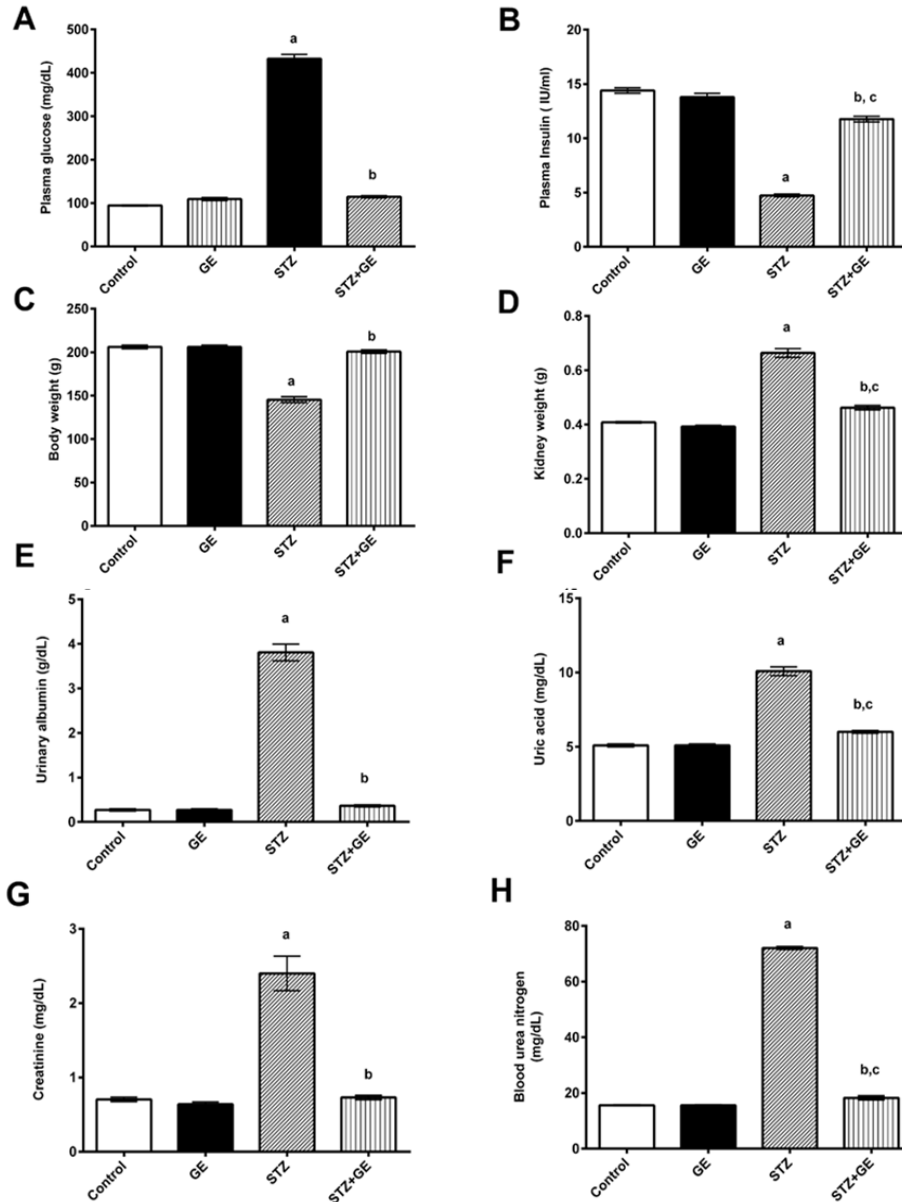 A
Plasma glucose (mg/dL)
500
400
300
200
100
0
a
b
Control
GE
STZ
STZ+GE
B
Plasma Insulin ( IU/ml)
20
15
10
5
0
a
b, c
Control
GE
STZ
STZ+GE
C
Body weight (g)
250
200
150
100
50
0
a
b
Control
GE
STZ
STZ+GE
D
Kidney weight (g)
0.8
0.6
0.4
0.2
0.0
a
b,c
Control
GE
STZ
STZ+GE
E
Urinary albumin (g/dL)
5
4
3
2
1
0
a
b
Control
GE
STZ
STZ+GE
F
Uric acid (mg/dL)
15
10
5
0
a
b,c
Control
GE
STZ
STZ+GE
G
Creatinine (mg/dL)
3
2
1
0
a
b
Control
GE
STZ
STZ+GE
H
Blood urea nitrogen
(mg/dL)
80
60
40
20
0
a
b,c
Control
GE
STZ
STZ+GE